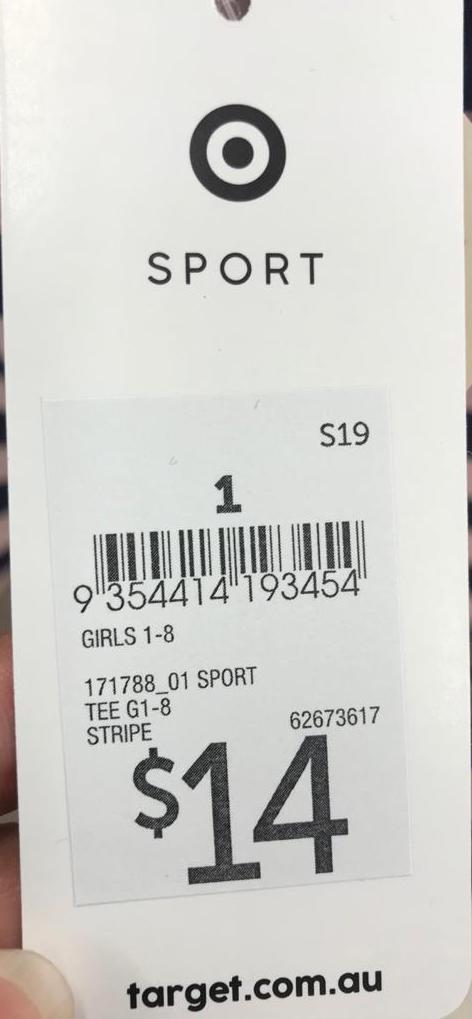 SPORT
S19
1
9 354414 193454
GIRLS 1-8
171788_01 SPORT
TEE G1-8
STRIPE
62673617
$14
target.com.au